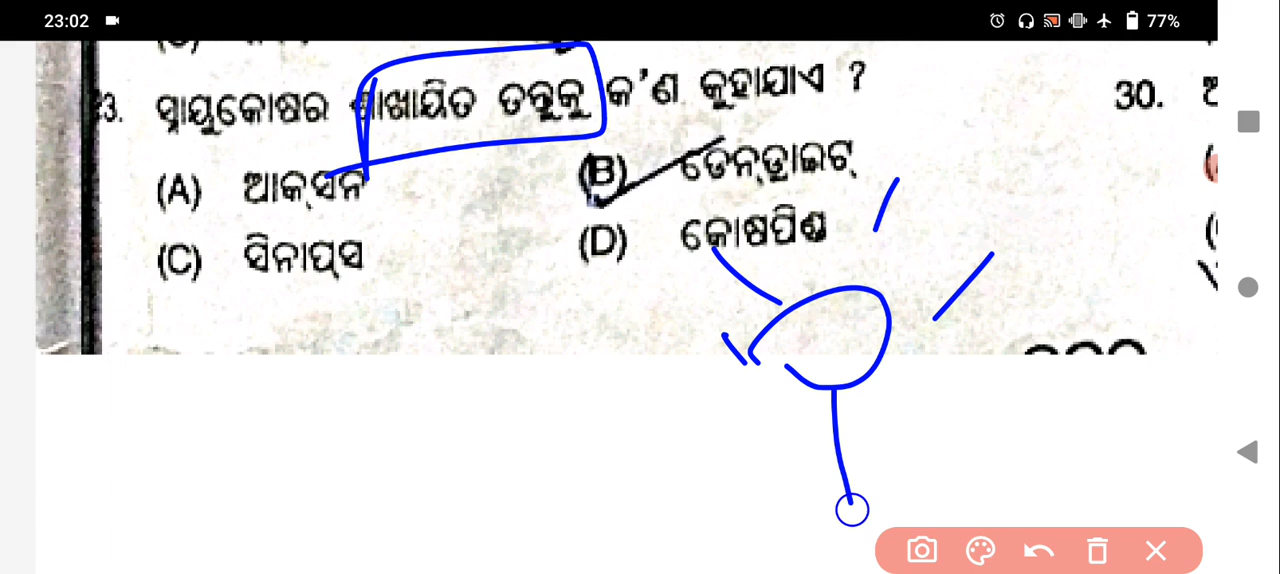 23:02 77%
ସ୍ନାୟୁକୋଷର ଶାଖାୟିତ ତନ୍ତୁକୁ କ'ଣ କୁହାଯାଏ ?
30.
(A) ଆକ୍ସନ (B) ଡେନ୍ଡ୍ରାଇଟ୍
(C) ସିନାପ୍ସ (D) କୋଷପିଣ୍ଡ